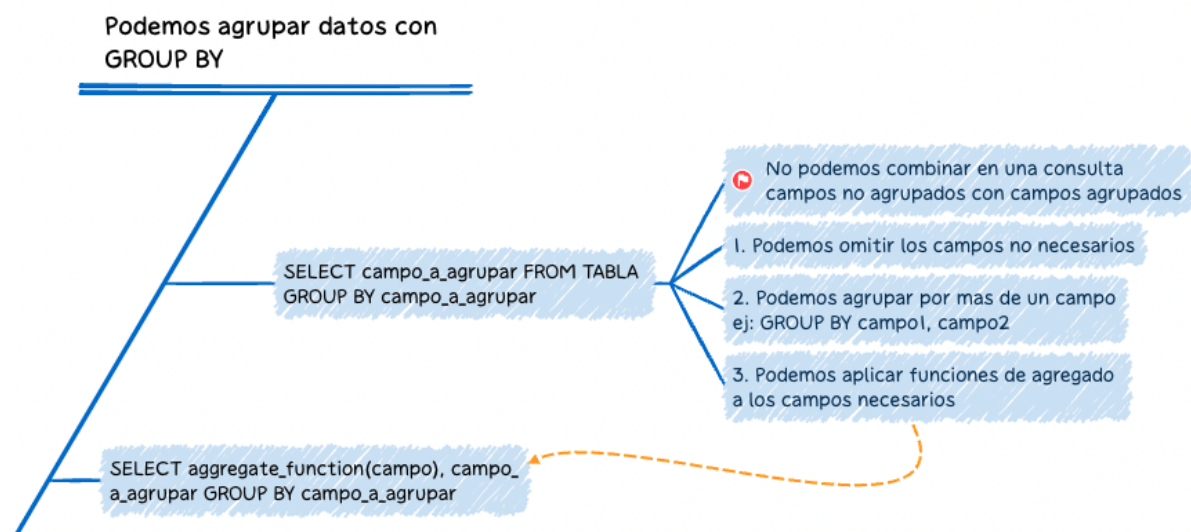 Podemos agrupar datos con
GROUP BY
No podemos combinar en una consulta
campos no agrupados con campos agrupados
1. Podemos omitir los campos no necesarios
SELECT campo_a_agrupar FROM TABLA
GROUP BY campo_a_agrupar
2. Podemos agrupar por mas de un campo
ej: GROUP BY campo1, campo2
3. Podemos aplicar funciones de agregado
a los campos necesarios
SELECT aggregate_function(campo), campo_
a_agrupar GROUP BY campo_a_agrupar